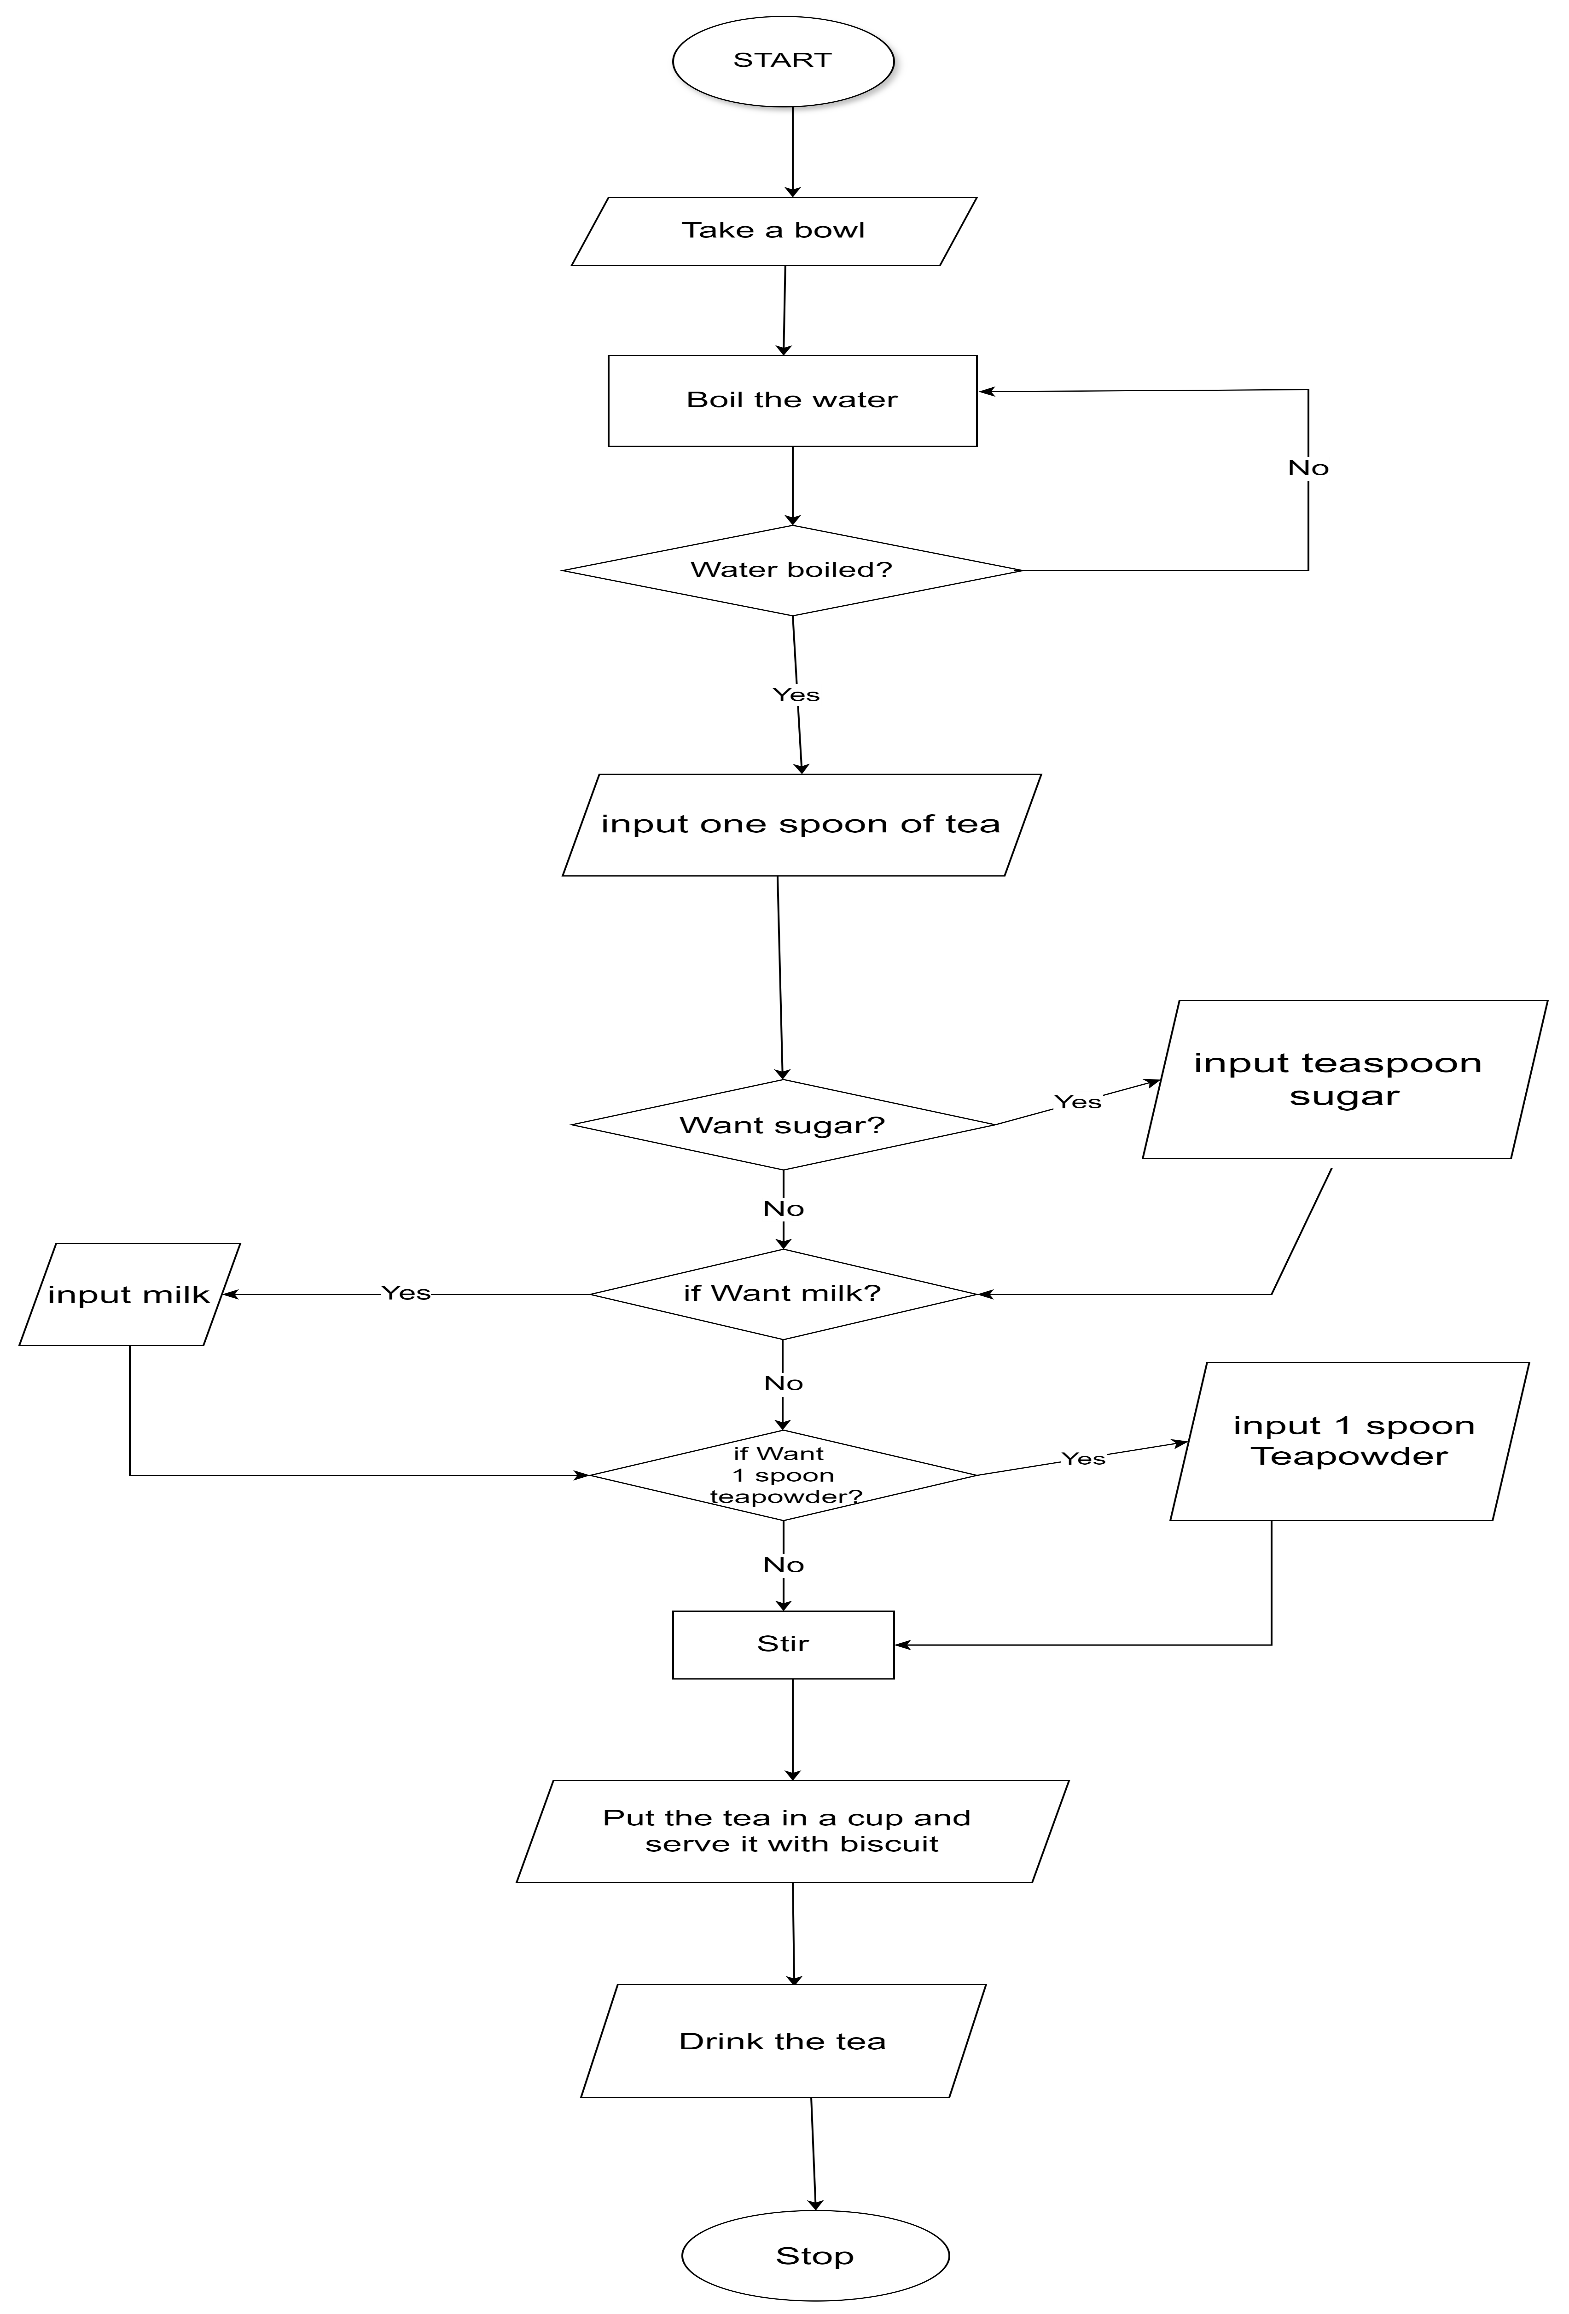 START
Take a bowl
Boil the water
No
Water boiled?
Yes
input one spoon of tea
input teaspoon
sugar
Yes
Want sugar?
No
input milk
Yes
if Want milk?
No
if Want
1 spoon
teapowder?
Yes
input 1 spoon
Teapowder
No
Stir
Put the tea in a cup and
serve it with biscuit
Drink the tea
Stop